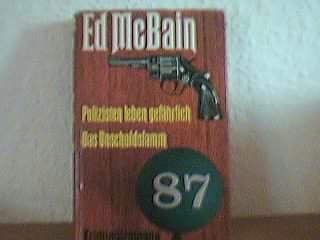 Ed McBain
Polizisten leben gefährlich
Das Unschuldslamm
87